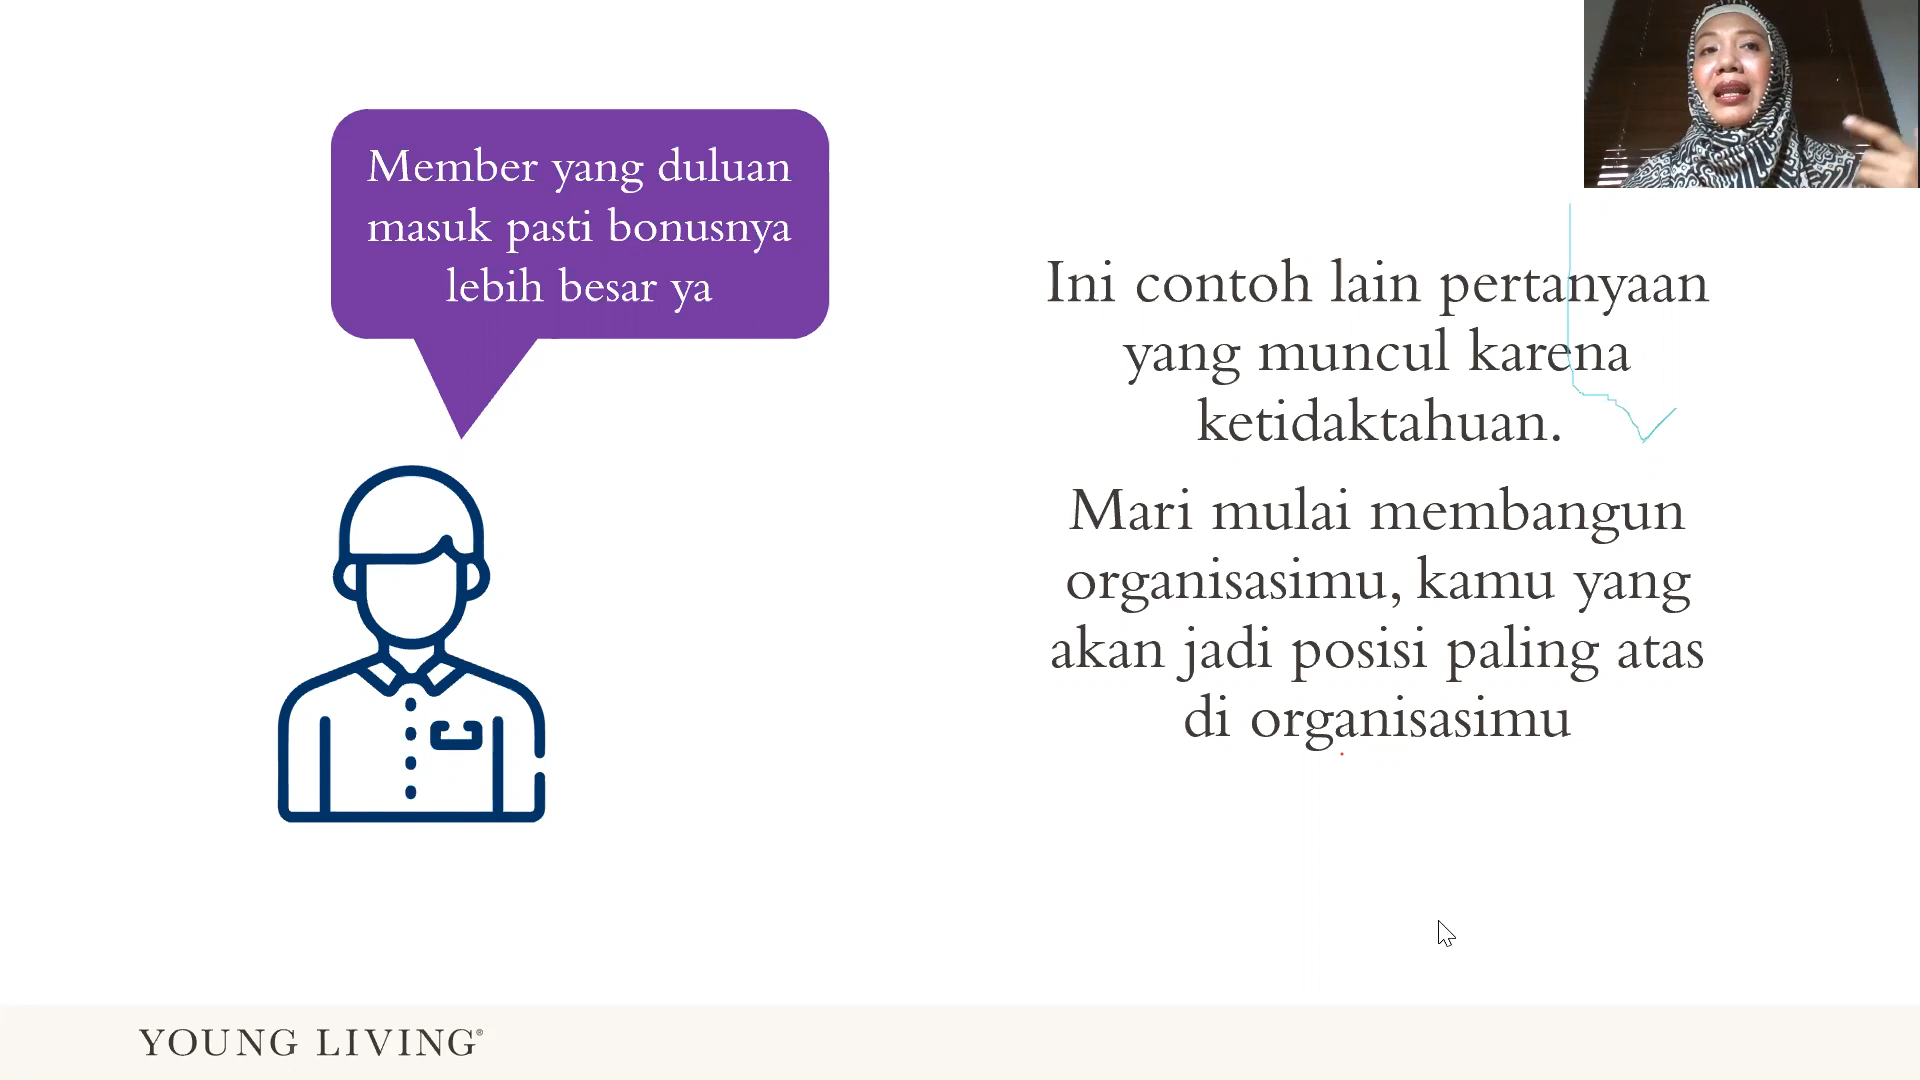 Member yang duluan
masuk pasti bonusnya
lebih besar ya
Ini contoh lain pertanyaan
yang muncul karena
ketidaktahuan.
Mari mulai membangun
organisasimu, kamu yang
akan jadi posisi paling atas
di organisasimu
YOUNG LIVING®